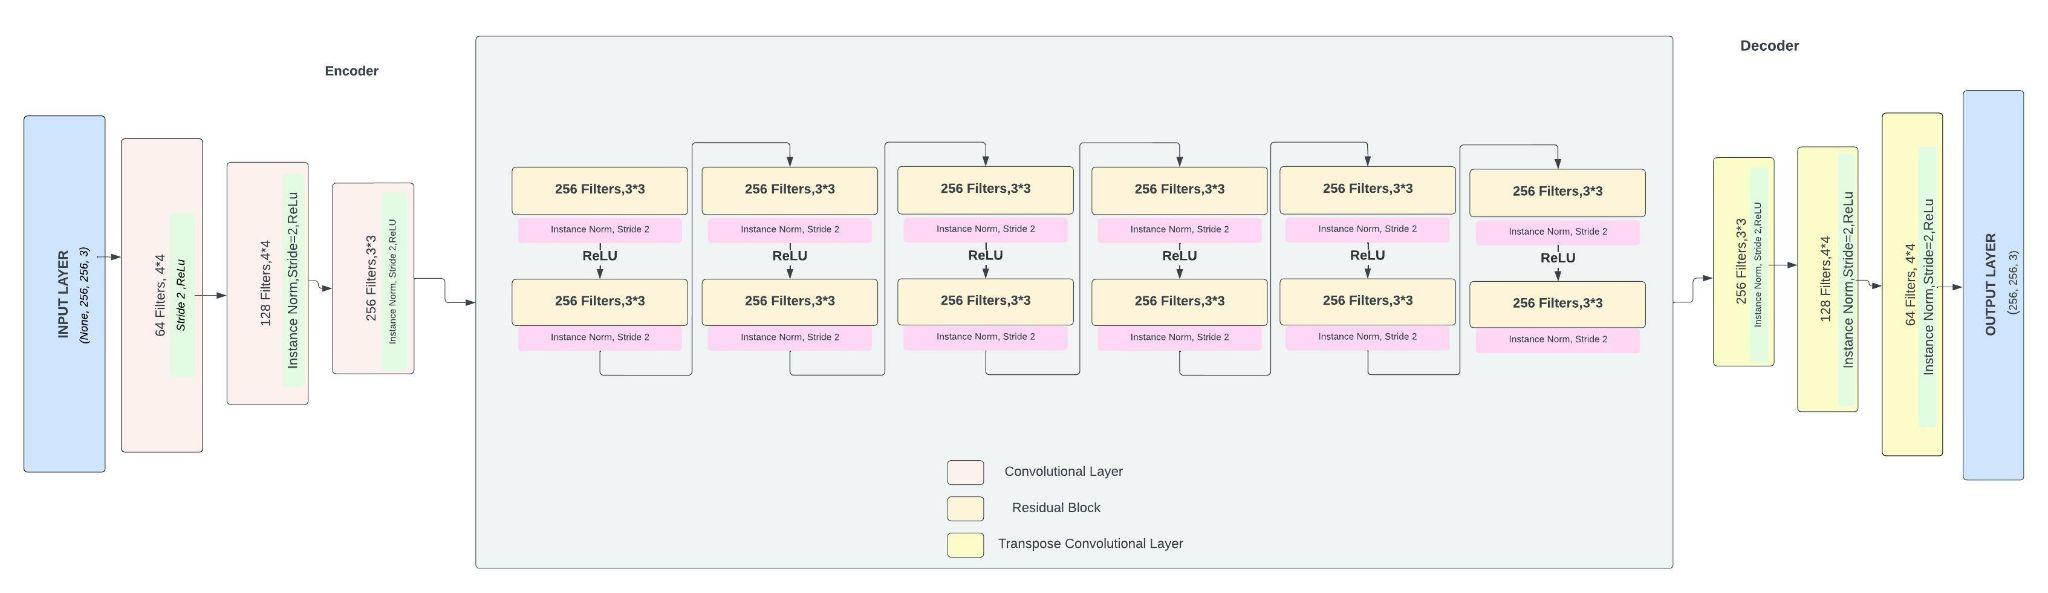 Encoder
Decoder
INPUT LAYER
(None, 256, 256, 3)
64 Filters, 4*4
Stride 2 ,ReLu
128 Filters,4*4
Instance Norm,Stride=2,ReLu
256 Filters,3*3
Instance Norm, Stride 2,ReLU
256 Filters,3*3
Instance Norm, Stride 2
ReLU
256 Filters,3*3
Instance Norm, Stride 2
256 Filters,3*3
Instance Norm, Stride 2
ReLU
256 Filters,3*3
Instance Norm, Stride 2
256 Filters,3*3
Instance Norm, Stride 2
ReLU
256 Filters,3*3
Instance Norm, Stride 2
256 Filters,3*3
Instance Norm, Stride 2
ReLU
256 Filters,3*3
Instance Norm, Stride 2
256 Filters,3*3
Instance Norm, Stride 2
ReLU
256 Filters,3*3
Instance Norm, Stride 2
256 Filters,3*3
Instance Norm, Stride 2
ReLU
256 Filters,3*3
Instance Norm, Stride 2
256 Filters,3*3
Instance Norm, Stride 2,ReLU
128 Filters,4*4
Instance Norm,Stride=2,ReLu
64 Filters, 4*4
Instance Norm,Stride=2,ReLu
OUTPUT LAYER
(256, 256, 3)
Convolutional Layer
Residual Block
Transpose Convolutional Layer